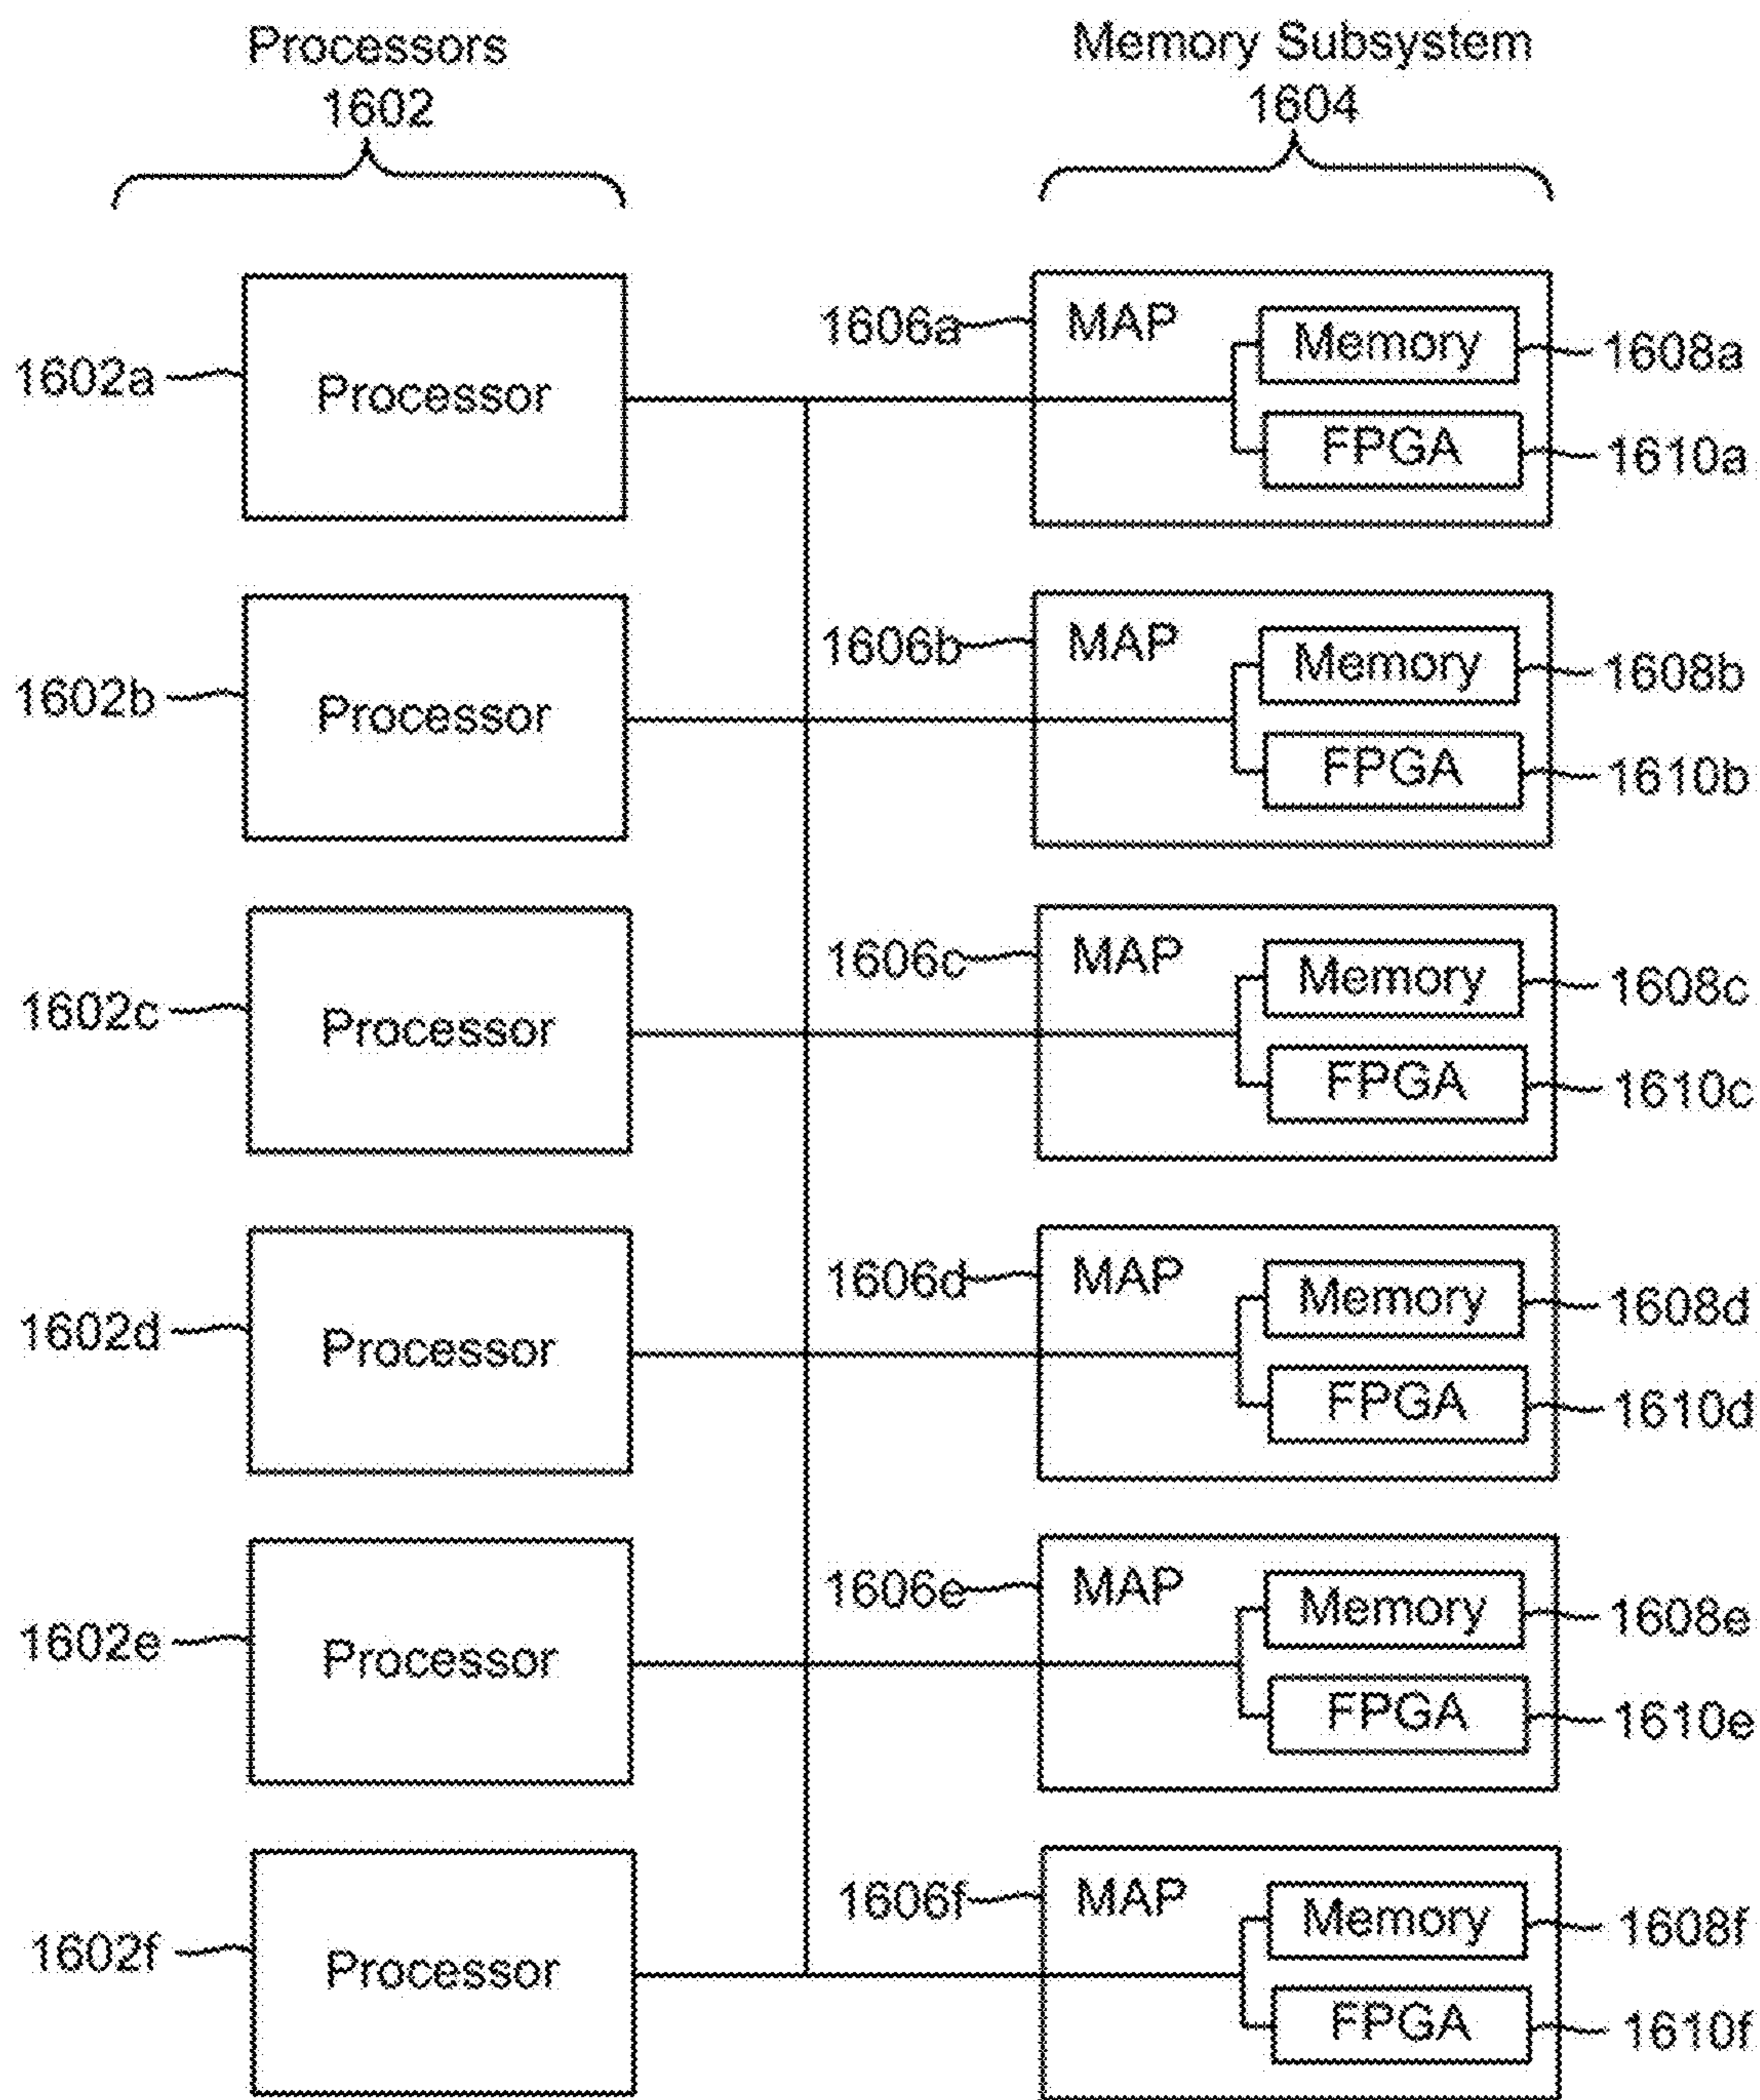 Processors
1602
Memory Subsystem
1604
1606a
MAP
Memory
1608a
1602a
Processor
FPGA
1610a
1606b
MAP
Memory
1608b
1602b
Processor
FPGA
1610b
1606c
MAP
Memory
1608c
1602c
Processor
FPGA
1610c
1606d
MAP
Memory
1608d
1602d
Processor
FPGA
1610d
1606e
MAP
Memory
1608e
1602e
Processor
FPGA
1610e
1606f
MAP
Memory
1608f
1602f
Processor
FPGA
1610f